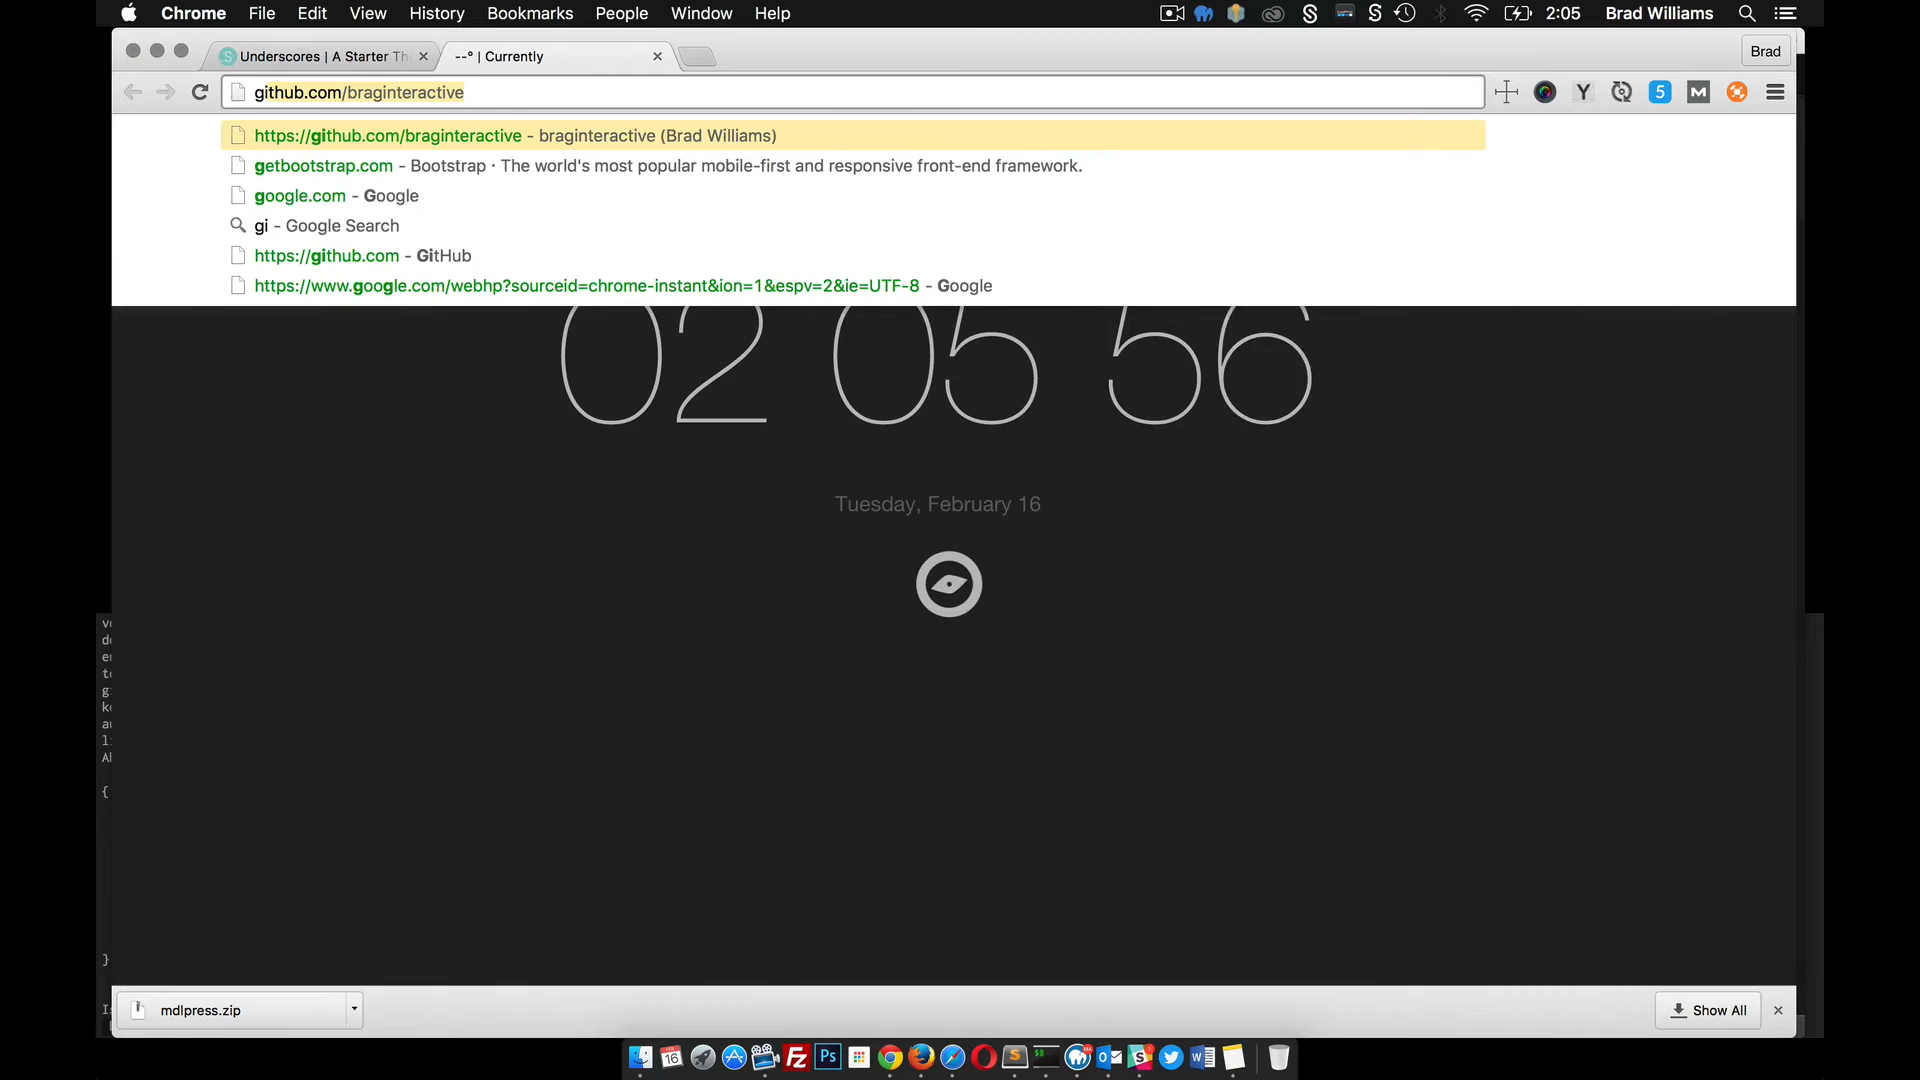 Chrome File Edit View History Bookmarks People Window Help 2:05 Brad Williams
Underscores | A Starter Th
--° | Currently
Brad
github.com/braginteractive
https://github.com/braginteractive - braginteractive (Brad Williams)
getbootstrap.com - Bootstrap · The world's most popular mobile-first and responsive front-end framework.
google.com - Google
gi - Google Search
https://github.com - GitHub
https://www.google.com/webhp?sourceid=chrome-instant&ion=1&espv=2&ie=UTF-8 - Google
02 05 56
Tuesday, February 16
{
}
mdlpress.zip
Show All